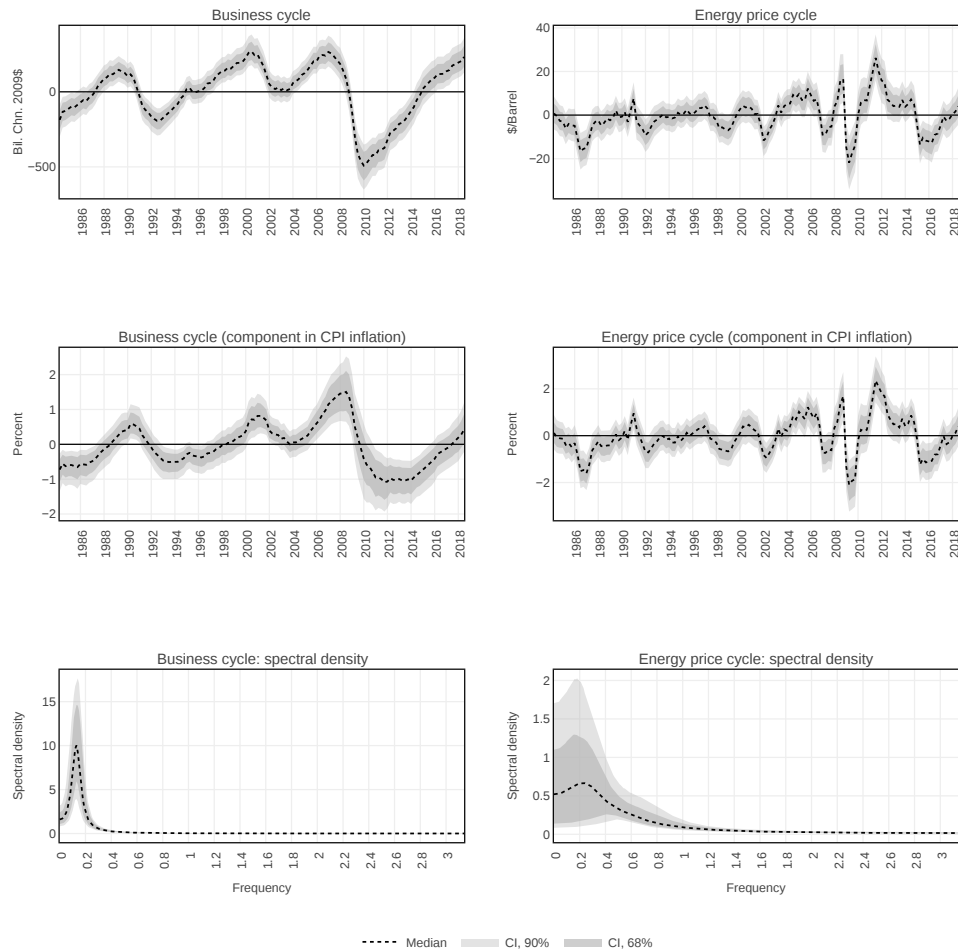 Business cycle
Bil. Chn. 2009$
0
−500
1986 1988 1990 1992 1994 1996 1998 2000 2002 2004 2006 2008 2010 2012 2014 2016 2018
Energy price cycle
$/Barrel
40
20
0
−20
1986 1988 1990 1992 1994 1996 1998 2000 2002 2004 2006 2008 2010 2012 2014 2016 2018
Business cycle (component in CPI inflation)
Percent
2
1
0
−1
−2
1986 1988 1990 1992 1994 1996 1998 2000 2002 2004 2006 2008 2010 2012 2014 2016 2018
Energy price cycle (component in CPI inflation)
Percent
2
0
−2
1986 1988 1990 1992 1994 1996 1998 2000 2002 2004 2006 2008 2010 2012 2014 2016 2018
Business cycle: spectral density
Spectral density
15
10
5
0
0 0.2 0.4 0.6 0.8 1 1.2 1.4 1.6 1.8 2 2.2 2.4 2.6 2.8 3
Frequency
Energy price cycle: spectral density
Spectral density
2
1.5
1
0.5
0
0 0.2 0.4 0.6 0.8 1 1.2 1.4 1.6 1.8 2 2.2 2.4 2.6 2.8 3
Frequency
Median CI, 90% CI, 68%